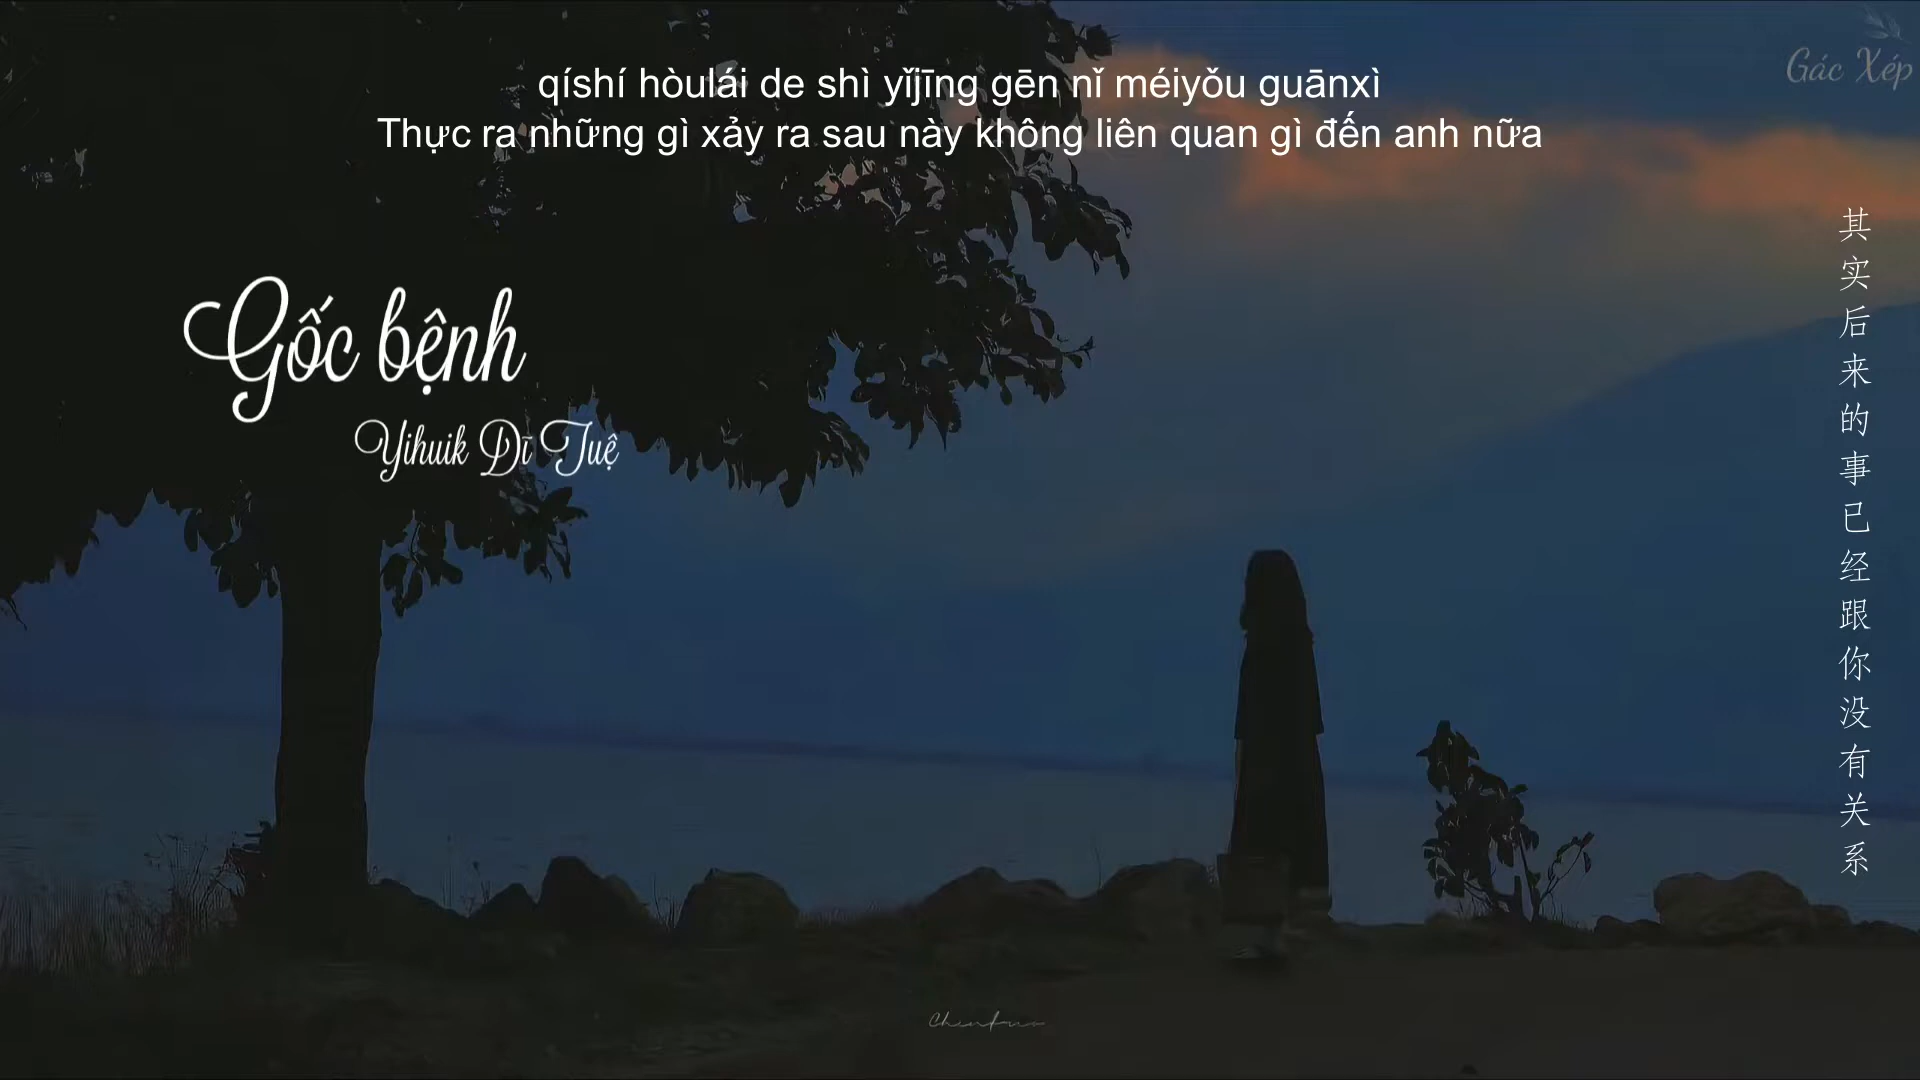 qíshí hòulái de shì yǐjīng gēn nǐ méiyǒu guānxì
Thực ra những gì xảy ra sau này không liên quan gì đến anh nữa
Gác Xép
Gốc bệnh
Yihuik Dĩ Tuệ
其实后来的事已经跟你没有关系